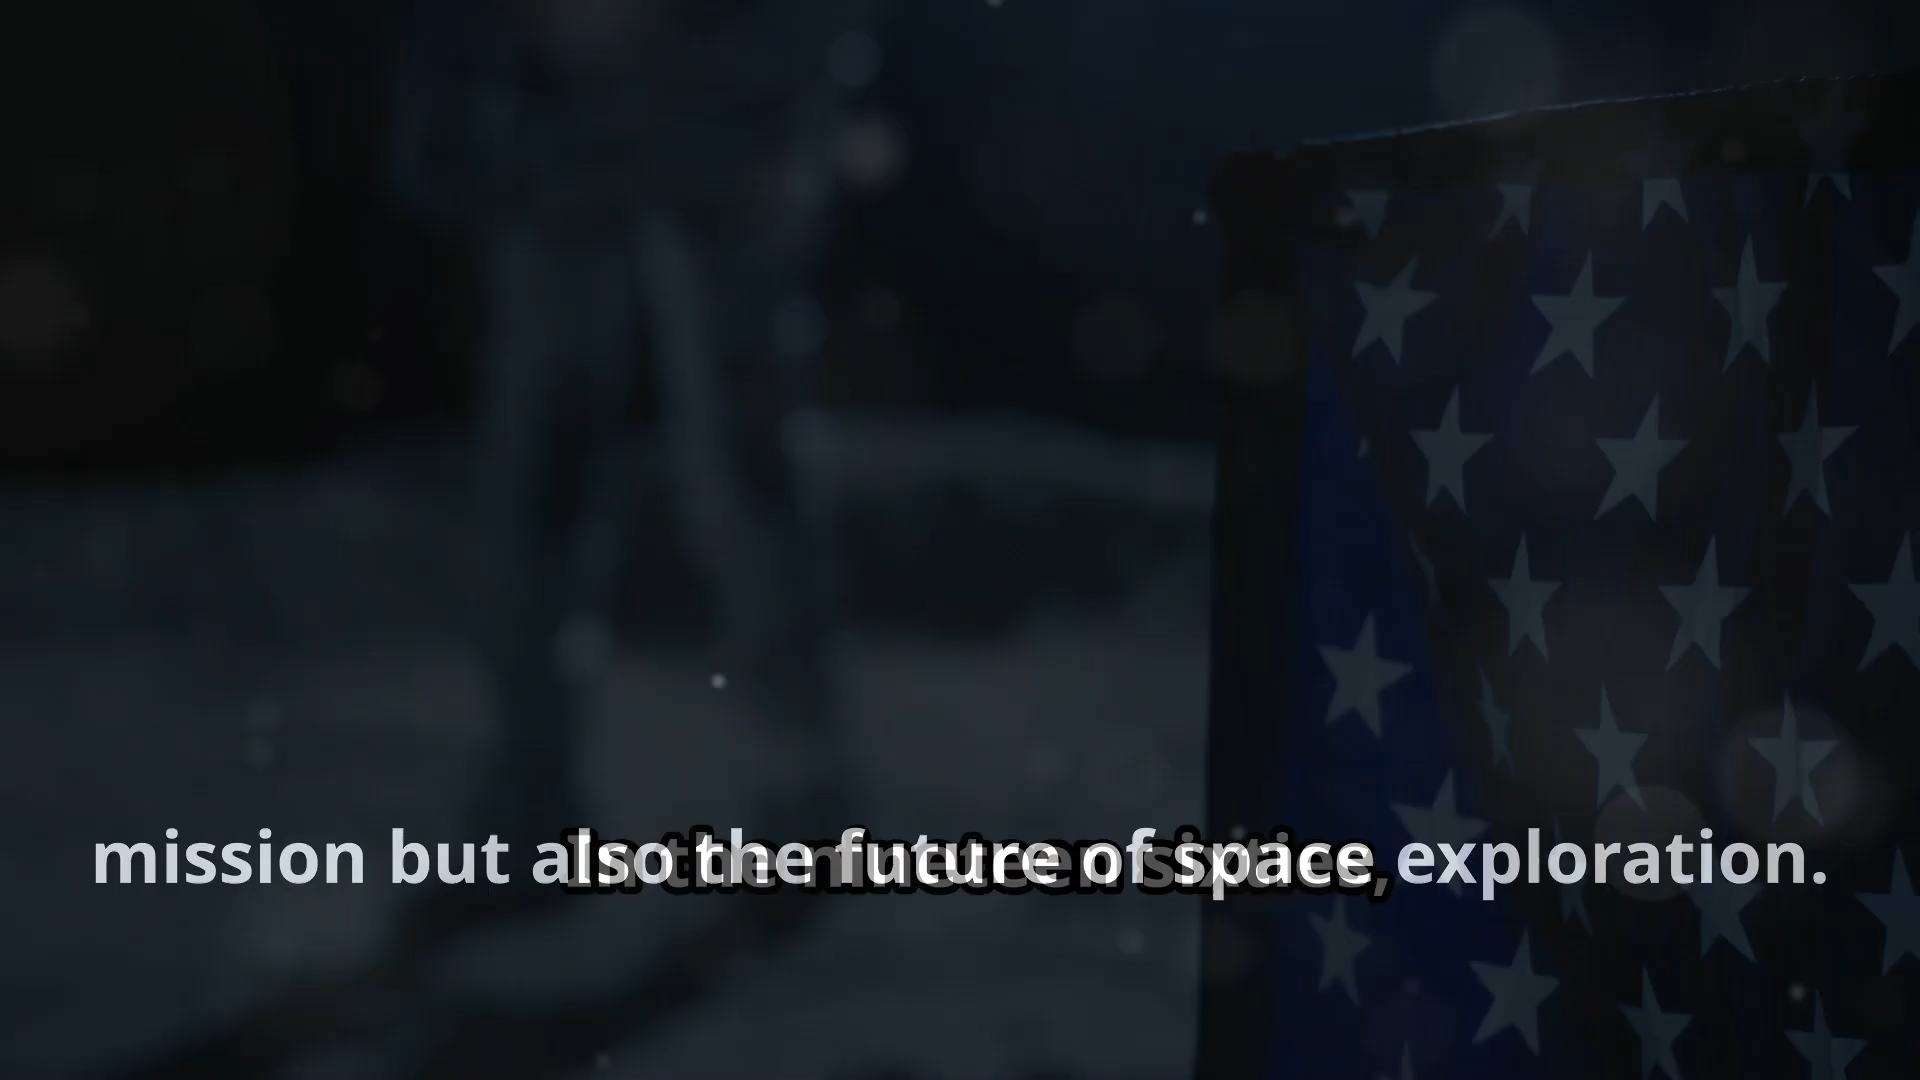 mission but also the future of space exploration.